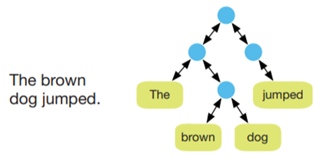 The brown
dog jumped.
The
jumped
brown
dog